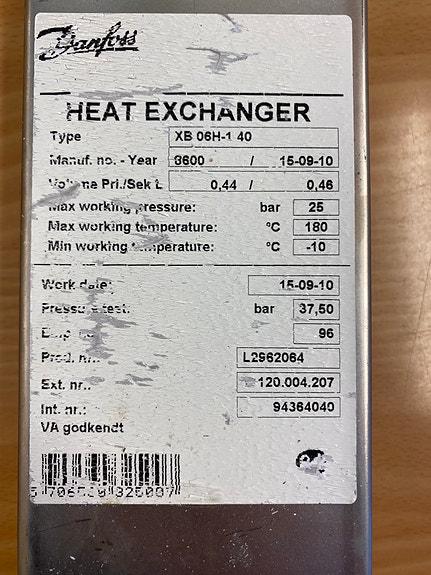 Danfoss
HEAT EXCHANGER
Type XB 06H-1 40
Manuf. no. - Year 3600 / 15-09-10
Volume Pri./Sek L 0,44 / 0,46
Max working pressure: bar 25
Max working temperature: °C 180
Min working temperature: °C -10
Work date: 15-09-10
Pressure test: bar 37,50
96
Prod. nr.: L2962064
Ext. nr.: 120.004.207
Int. nr.: 94364040
VA godkendt